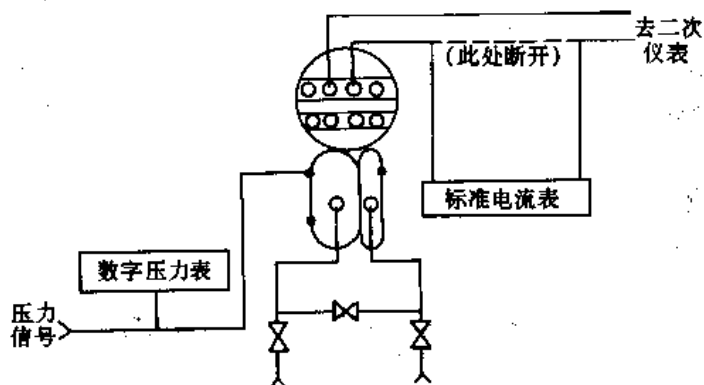 去二次
仪表
(此处断开)
标准电流表
数字压力表
压力
信号